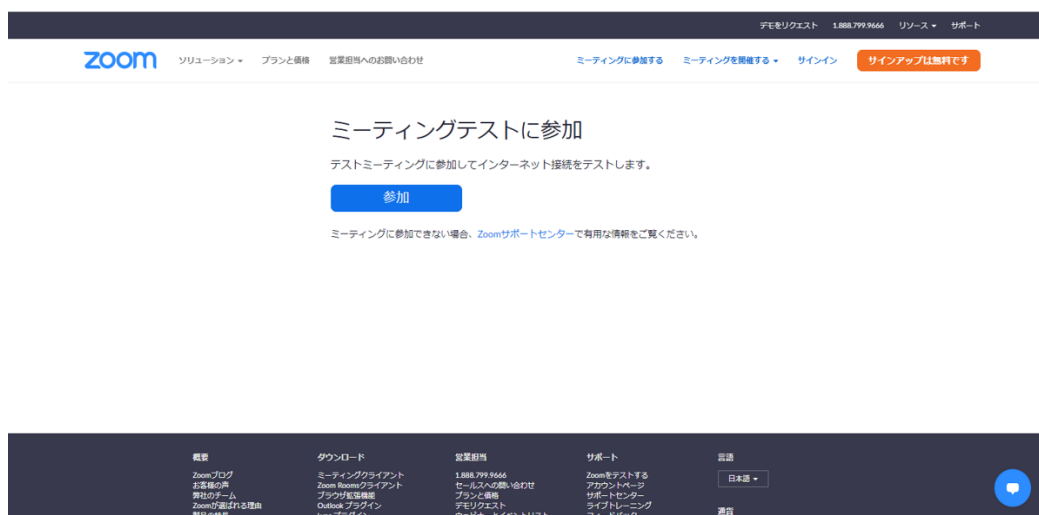 デモをリクエスト 1.888.799.9666 リソース サポート
zoom ソリューション プランと価格 営業担当へのお問い合わせ ミーティングに参加する ミーティングを開催する サインイン サインアップは無料です
ミーティングテストに参加
テストミーティングに参加してインターネット接続をテストします。
参加
ミーティングに参加できない場合、Zoomサポートセンターで有用な情報をご覧ください。
概要
Zoomブログ
お客様の声
弊社のチーム
Zoomが選ばれる理由
ダウンロード
ミーティングクライアント
Zoom Roomsクライアント
ブラウザ拡張機能
Outlook プラグイン
営業担当
1.888.799.9666
セールスへの問い合わせ
プランと価格
デモリクエスト
サポート
Zoomをテストする
アカウントページ
サポートセンター
ライブトレーニング
言語
日本語
通貨